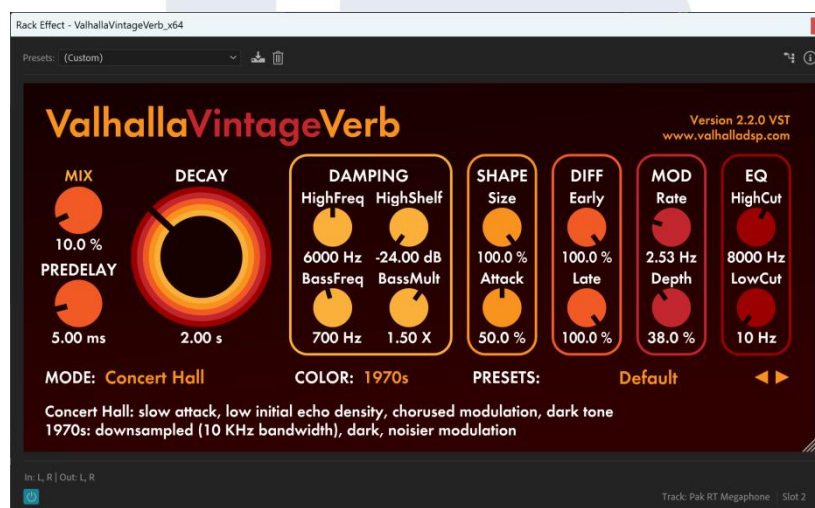 Rack Effect - ValhallaVintageVerb_x64
Presets: (Custom)
ValhallaVintageVerb
Version 2.2.0 VST
www.valhalladsp.com
MIX DECAY DAMPING SHAPE DIFF MOD EQ
HighFreq HighShelf Size Early Rate HighCut
10.0 % 6000 Hz -24.00 dB 100.0 % 100.0 % 2.53 Hz 8000 Hz
PREDELAY BassFreq BassMult Attack Late Depth LowCut
5.00 ms 2.00 s 700 Hz 1.50 X 50.0 % 100.0 % 38.0 % 10 Hz
MODE: Concert Hall COLOR: 1970s PRESETS: Default
Concert Hall: slow attack, low initial echo density, chorused modulation, dark tone
1970s: downsampled (10 KHz bandwidth), dark, noisier modulation
In: L, R | Out: L, R
Track: Pak RT Megaphone Slot 2